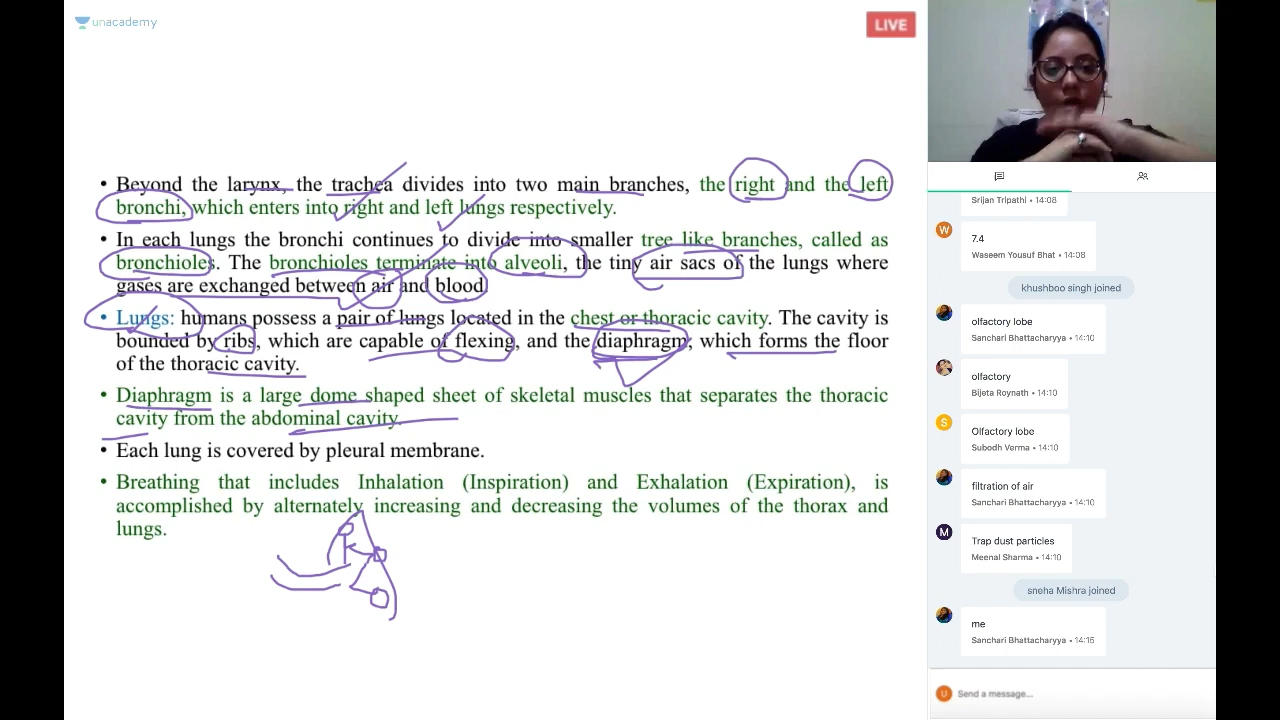 unacademy
LIVE
• Beyond the larynx, the trachea divides into two main branches, the right and the left
bronchi, which enters into right and left lungs respectively.
• In each lungs the bronchi continues to divide into smaller tree like branches, called as
bronchioles. The bronchioles terminate into alveoli, the tiny air sacs of the lungs where
gases are exchanged between air and blood.
• Lungs: humans possess a pair of lungs located in the chest or thoracic cavity. The cavity is
bounded by ribs, which are capable of flexing, and the diaphragm, which forms the floor
of the thoracic cavity.
• Diaphragm is a large dome shaped sheet of skeletal muscles that separates the thoracic
cavity from the abdominal cavity.
• Each lung is covered by pleural membrane.
• Breathing that includes Inhalation (Inspiration) and Exhalation (Expiration), is
accomplished by alternately increasing and decreasing the volumes of the thorax and
lungs.
Srijan Tripathi • 14:08
W
7.4
Waseem Yousuf Bhat • 14:08
khushboo singh joined
olfactory lobe
Sanchari Bhattacharyya • 14:10
olfactory
Bijeta Roynath • 14:10
S
Olfactory lobe
Subodh Verma • 14:10
filtration of air
Sanchari Bhattacharyya • 14:10
M
Trap dust particles
Meenal Sharma • 14:10
sneha Mishra joined
me
Sanchari Bhattacharyya • 14:15
U
Send a message...